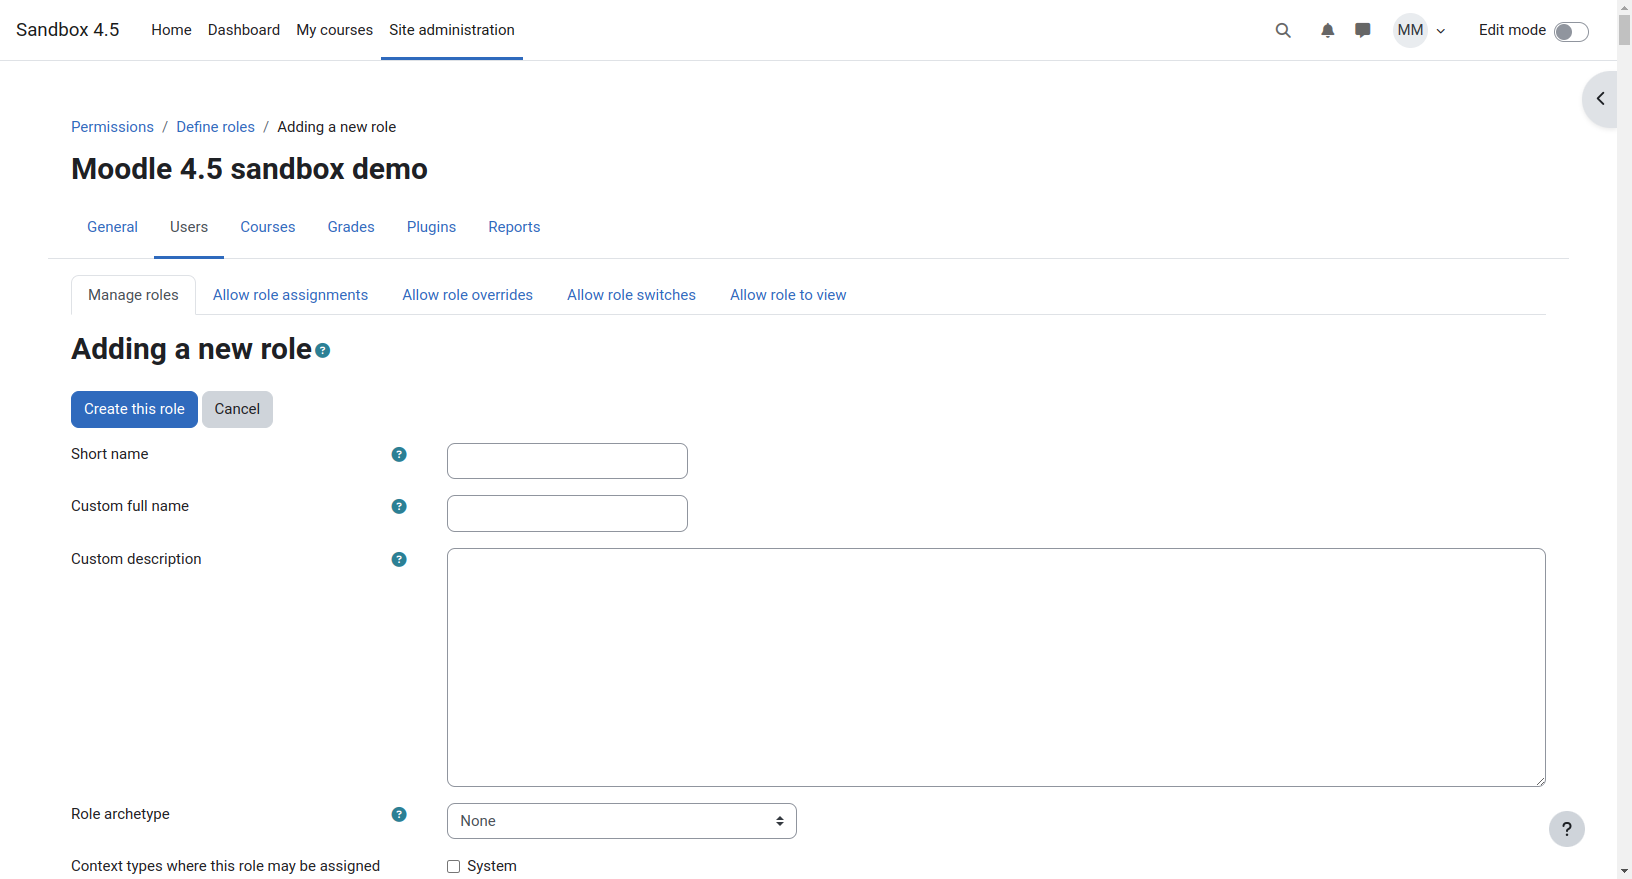 Sandbox 4.5 Home Dashboard My courses Site administration MM Edit mode
Permissions / Define roles / Adding a new role
Moodle 4.5 sandbox demo
General Users Courses Grades Plugins Reports
Manage roles Allow role assignments Allow role overrides Allow role switches Allow role to view
Adding a new role ?
Create this role Cancel
Short name ?
Custom full name ?
Custom description ?
Role archetype ? None
?
Context types where this role may be assigned System